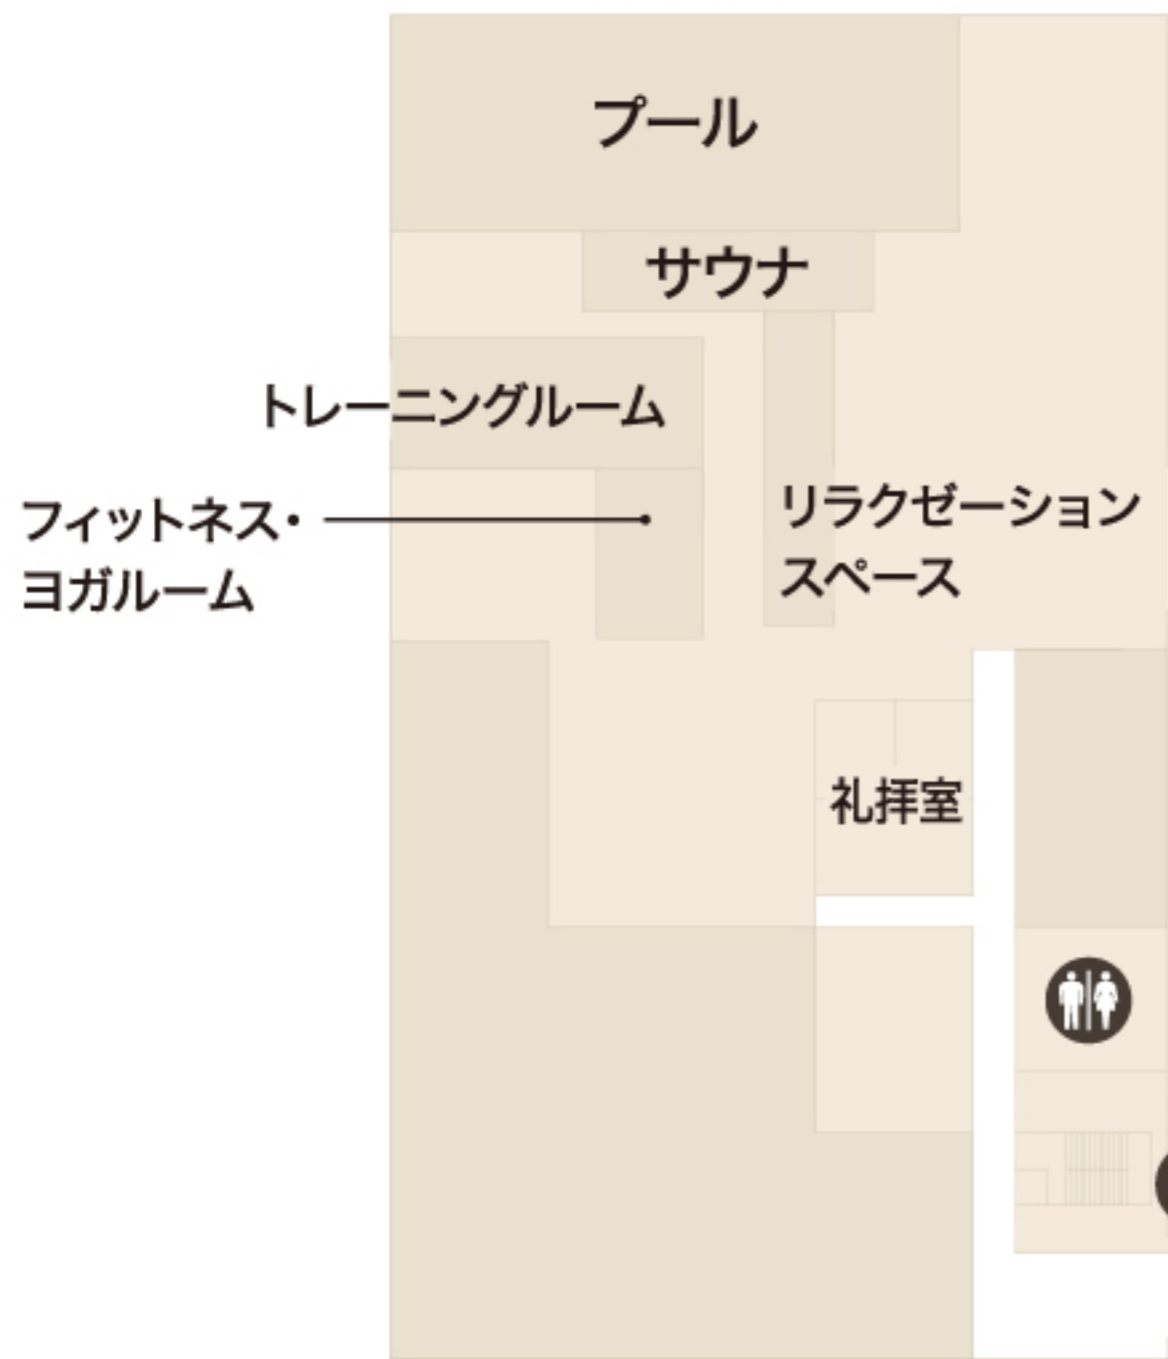 プール
サウナ
トレーニングルーム
フィットネス・
ヨガルーム
リラクゼーション
スペース
礼拝室